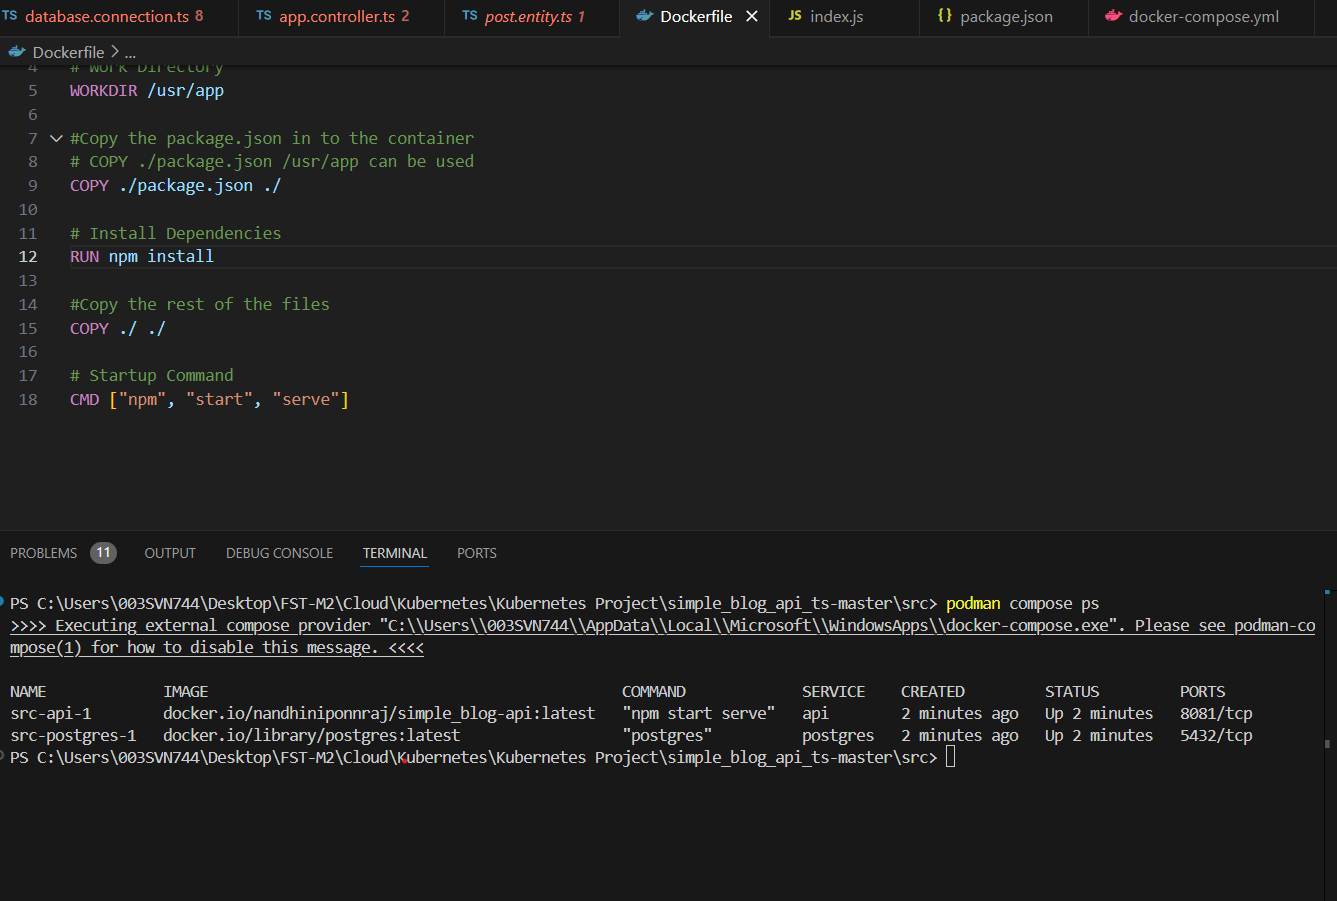 TS database.connection.ts 8 TS app.controller.ts 2 TS post.entity.ts 1 Dockerfile JS index.js {} package.json docker-compose.yml
Dockerfile > ...
4 # Work Directory
5 WORKDIR /usr/app
6
7 #Copy the package.json in to the container
8 # COPY ./package.json /usr/app can be used
9 COPY ./package.json ./
10
11 # Install Dependencies
12 RUN npm install
13
14 #Copy the rest of the files
15 COPY ./ ./
16
17 # Startup Command
18 CMD ["npm", "start", "serve"]
PROBLEMS 11 OUTPUT DEBUG CONSOLE TERMINAL PORTS
PS C:\Users\003SVN744\Desktop\FST-M2\Cloud\Kubernetes\Kubernetes Project\simple_blog_api_ts-master\src> podman compose ps
>>>> Executing external compose provider "C:\\Users\\003SVN744\\AppData\\Local\\Microsoft\\WindowsApps\\docker-compose.exe". Please see podman-co
mpose(1) for how to disable this message. <<<<
NAME IMAGE COMMAND SERVICE CREATED STATUS PORTS
src-api-1 docker.io/nandhiniponnraj/simple_blog-api:latest "npm start serve" api 2 minutes ago Up 2 minutes 8081/tcp
src-postgres-1 docker.io/library/postgres:latest "postgres" postgres 2 minutes ago Up 2 minutes 5432/tcp
PS C:\Users\003SVN744\Desktop\FST-M2\Cloud\Kubernetes\Kubernetes Project\simple_blog_api_ts-master\src>